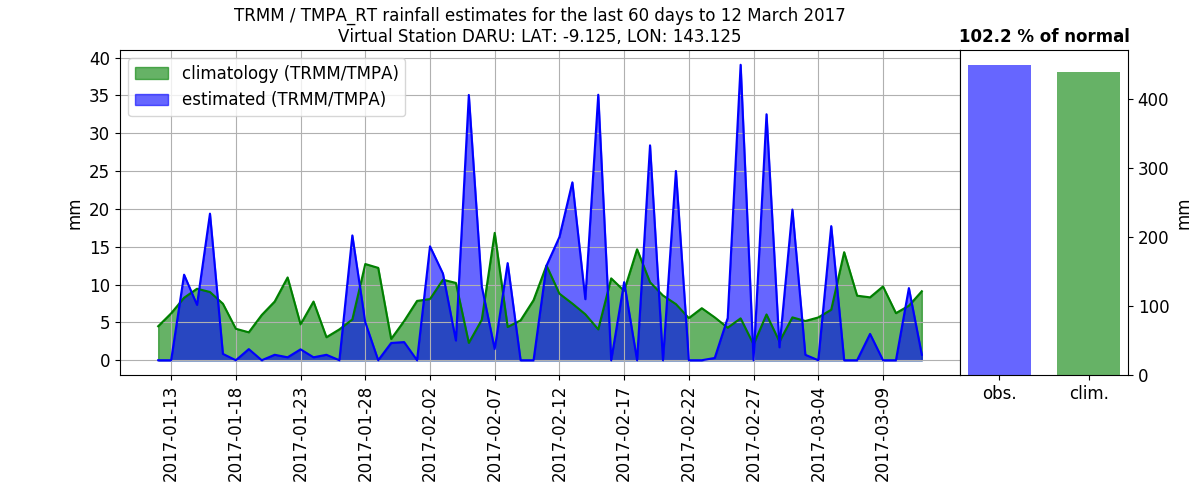 TRMM / TMPA_RT rainfall estimates for the last 60 days to 12 March 2017
Virtual Station DARU: LAT: -9.125, LON: 143.125
102.2 % of normal
climatology (TRMM/TMPA)
estimated (TRMM/TMPA)
mm
40
35
30
25
20
15
10
5
0
2017-01-13
2017-01-18
2017-01-23
2017-01-28
2017-02-02
2017-02-07
2017-02-12
2017-02-17
2017-02-22
2017-02-27
2017-03-04
2017-03-09
400
300
200
100
0
mm
obs.
clim.